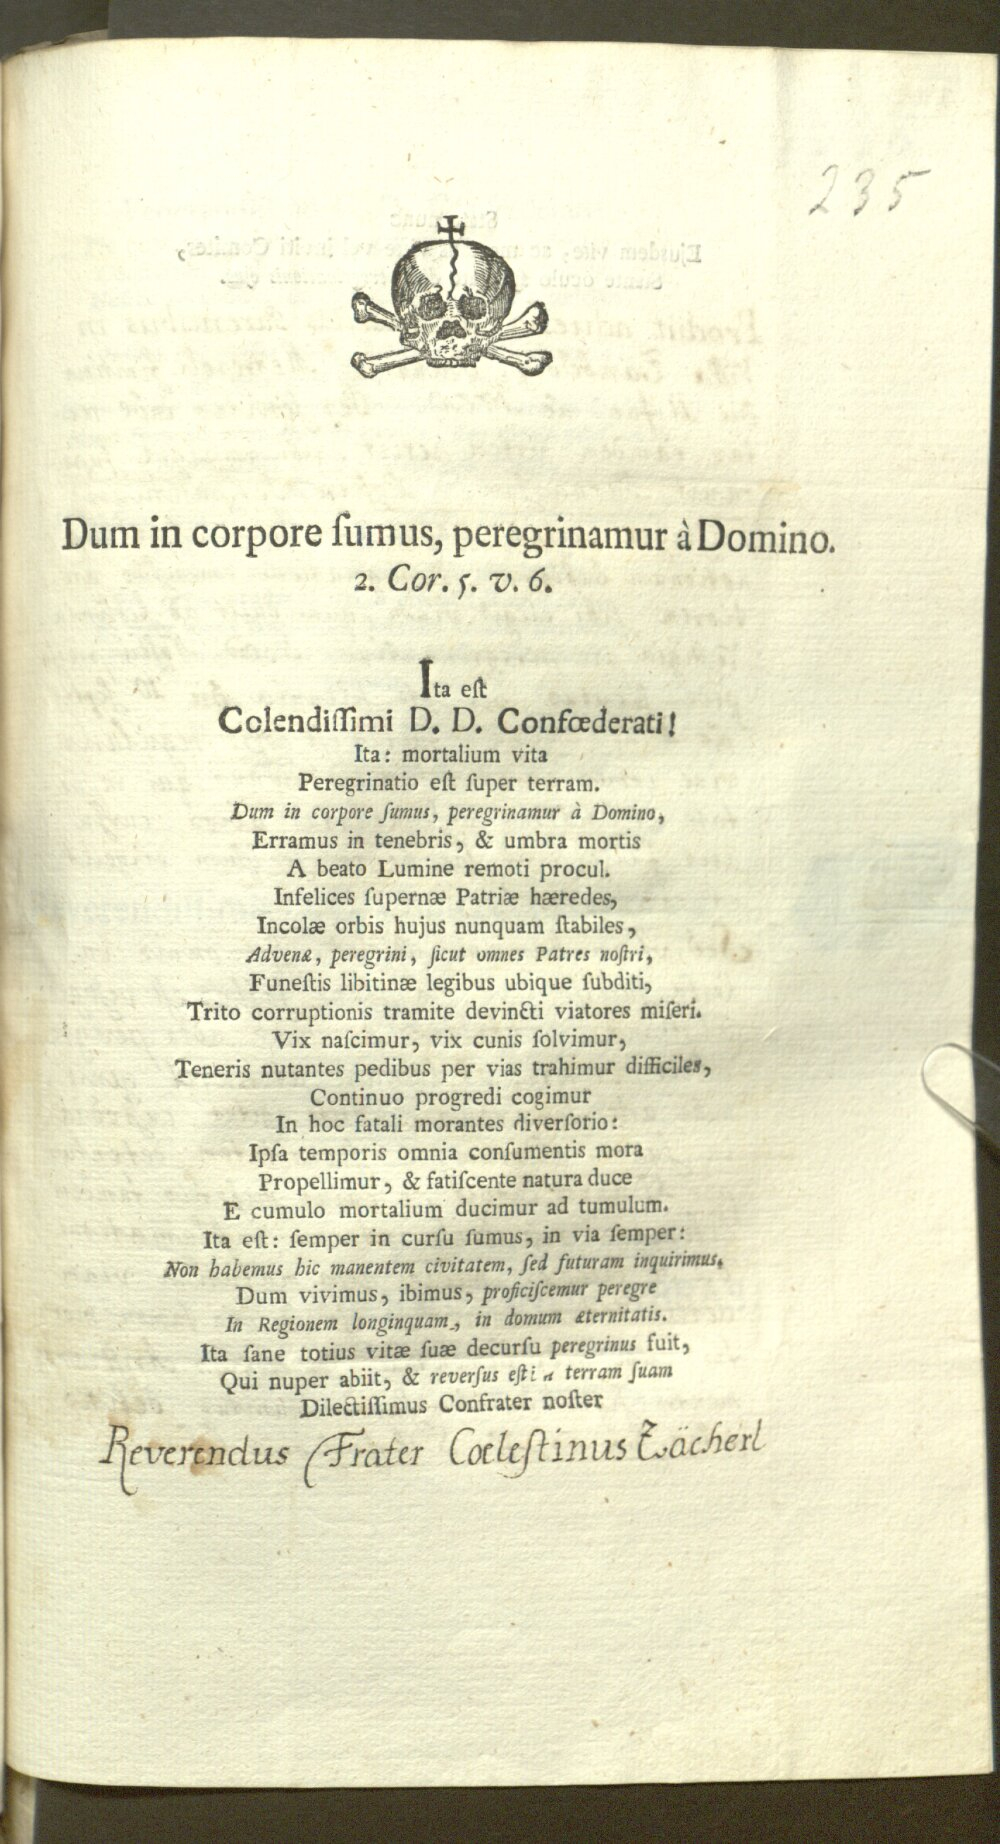 235
Dum in corpore ſumus, peregrinamur à Domino.
2. Cor. 5. v. 6.
Ita eſt
Colendiſſimi D. D. Confœderati!
Ita: mortalium vita
Peregrinatio eſt ſuper terram.
Dum in corpore ſumus, peregrinamur à Domino,
Erramus in tenebris, & umbra mortis
A beato Lumine remoti procul.
Infelices ſupernæ Patriæ hæredes,
Incolæ orbis hujus nunquam ſtabiles,
Advenæ, peregrini, ſicut omnes Patres noſtri,
Funeſtis libitinæ legibus ubique ſubditi,
Trito corruptionis tramite devincti viatores miſeri.
Vix naſcimur, vix cunis ſolvimur,
Teneris nutantes pedibus per vias trahimur difficiles,
Continuo progredi cogimur
In hoc fatali morantes diverſorio:
Ipſa temporis omnia conſumentis mora
Propellimur, & fatiſcente natura duce
E cumulo mortalium ducimur ad tumulum.
Ita eſt: ſemper in curſu ſumus, in via ſemper:
Non habemus hic manentem civitatem, ſed futuram inquirimus.
Dum vivimus, ibimus, proficiſcemur peregre
In Regionem longinquam, in domum æternitatis.
Ita ſane totius vitæ ſuæ decurſu peregrinus fuit,
Qui nuper abiit, & reverſus eſt i terram ſuam
Dilectiſſimus Confrater noſter
Reverendus Frater Coeleſtinus Zächerl